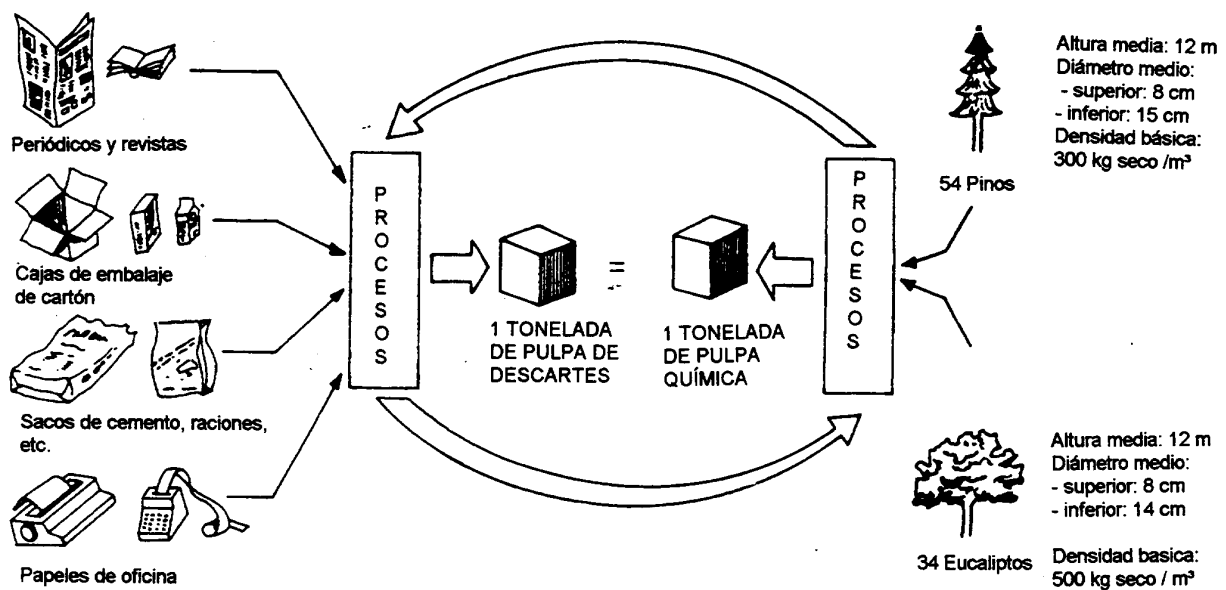 Periódicos y revistas
Cajas de embalaje
de cartón
Sacos de cemento, raciones,
etc.
Papeles de oficina
PROCESOS
1 TONELADA
DE PULPA DE
DESCARTES
=
1 TONELADA
DE PULPA
QUÍMICA
PROCESOS
54 Pinos
Altura media: 12 m
Diámetro medio:
- superior: 8 cm
- inferior: 15 cm
Densidad básica:
300 kg seco /m³
34 Eucaliptos
Altura media: 12 m
Diámetro medio:
- superior: 8 cm
- inferior: 14 cm
Densidad basica:
500 kg seco / m³